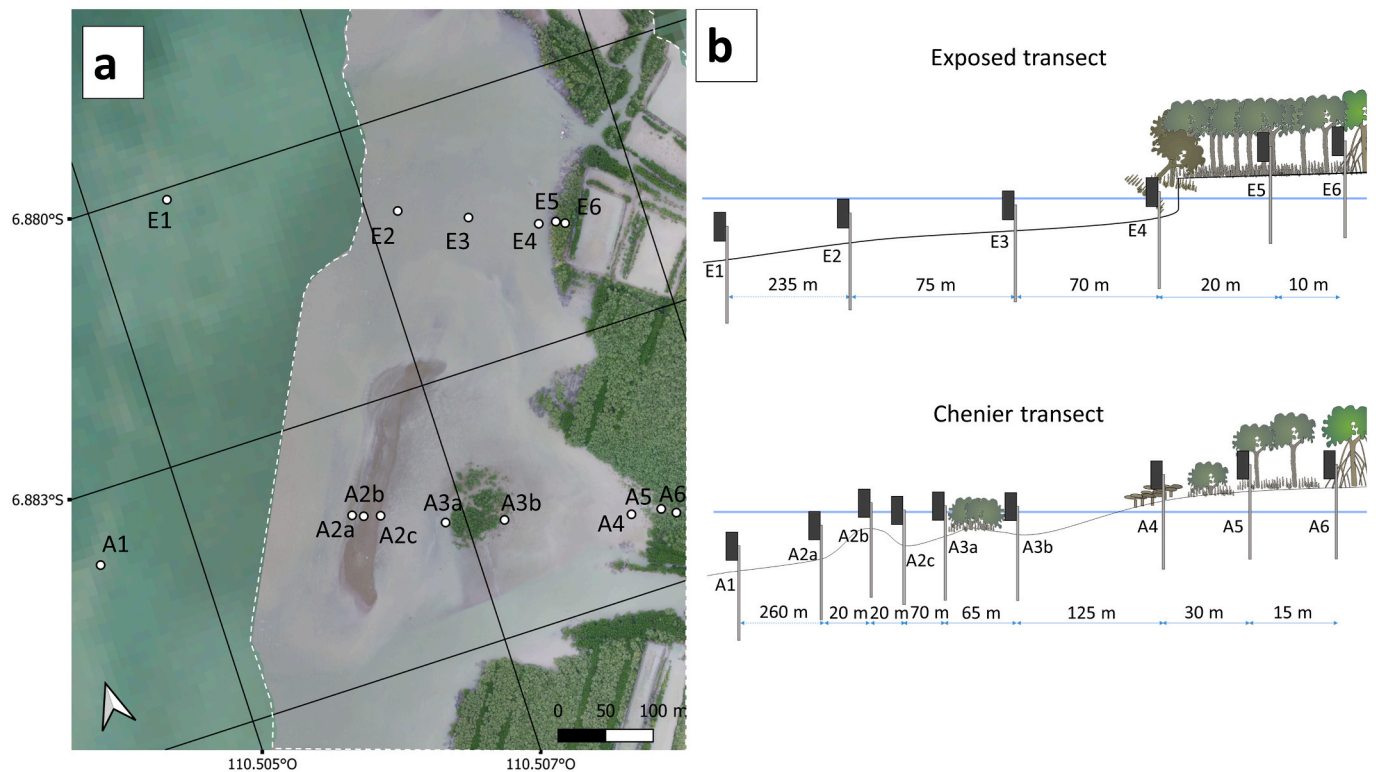 a
E1
E2
E3
E4
E5
E6
6.880°S
6.883°S
A1
A2a
A2b
A2c
A3a
A3b
A4
A5
A6
0 50 100 m
110.505°O
110.507°O
b
Exposed transect
E1
E2
E3
E4
E5
E6
235 m
75 m
70 m
20 m
10 m
Chenier transect
A1
A2a
A2b
A2c
A3a
A3b
A4
A5
A6
260 m
20 m
20 m
70 m
65 m
125 m
30 m
15 m